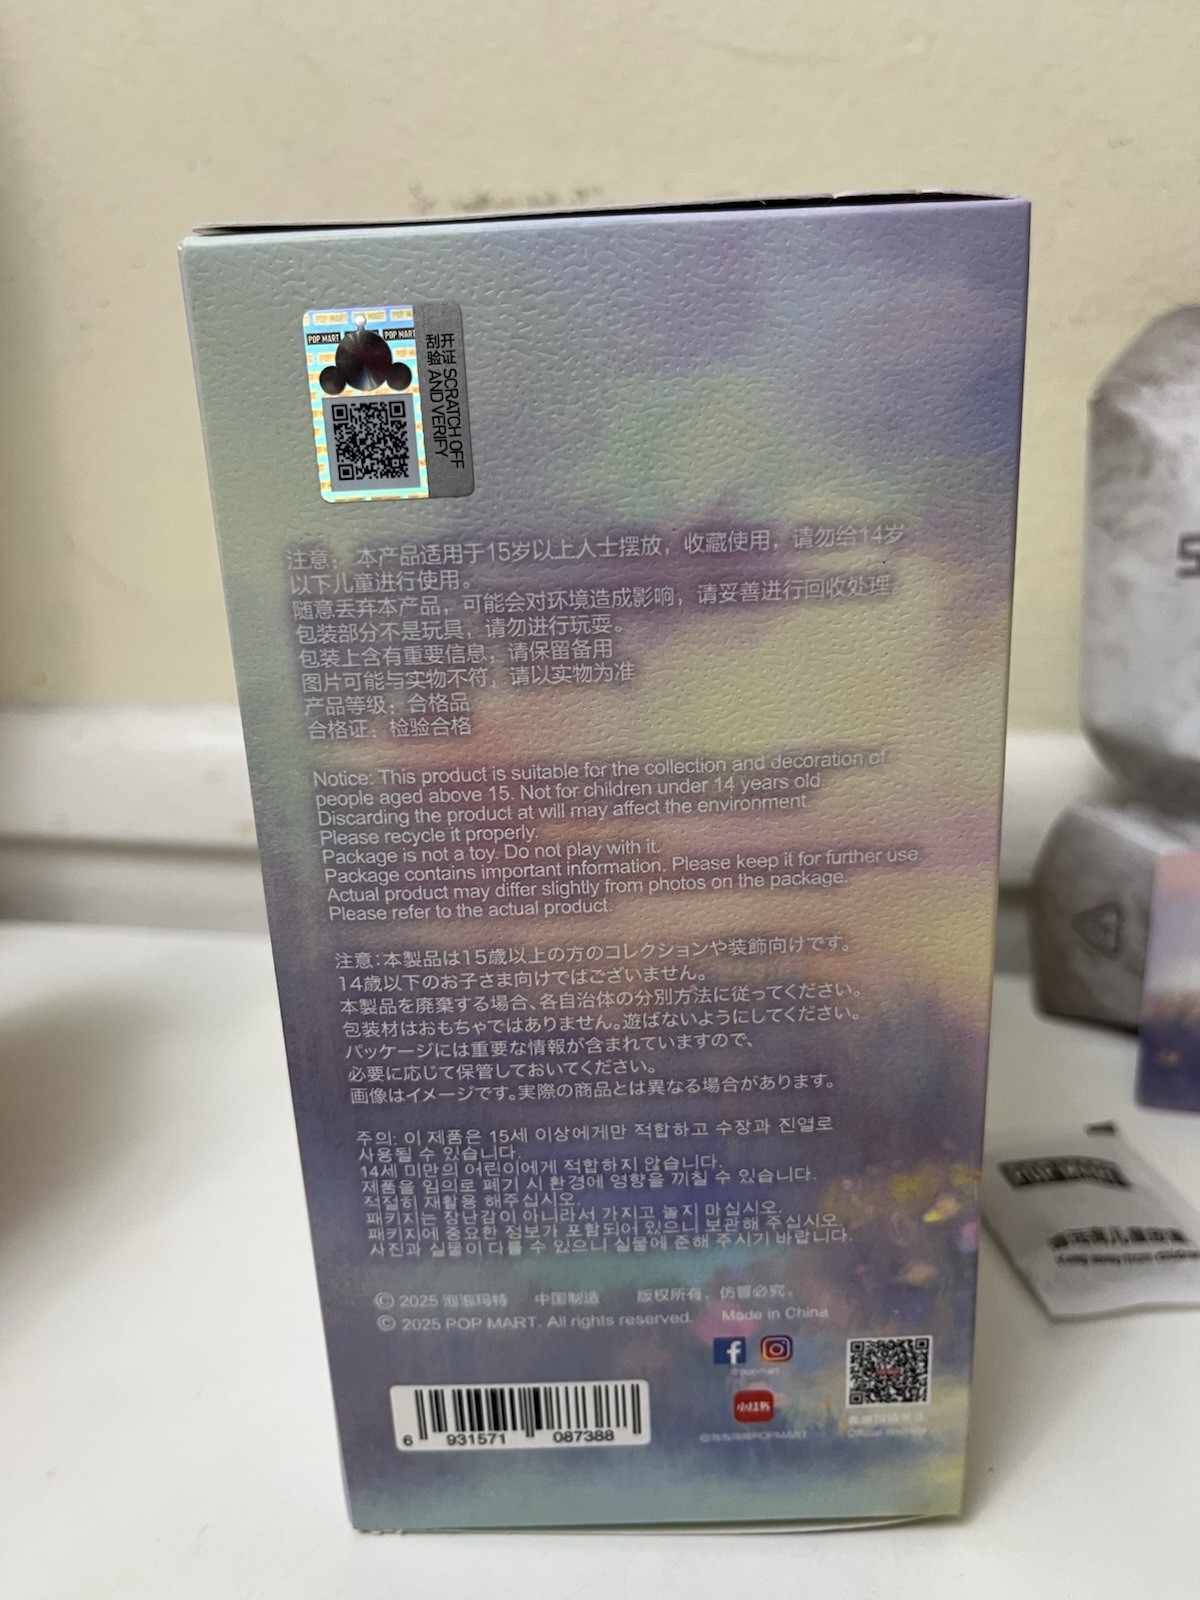 POP MART
POP MART
POP MART
POP MART
刮开
验证
SCRATCH OFF
AND VERIFY
注意：本产品适用于15岁以上人士摆放，收藏使用，请勿给14岁
以下儿童进行使用。
随意丢弃本产品，可能会对环境造成影响，请妥善进行回收处理。
包装部分不是玩具，请勿进行玩耍。
包装上含有重要信息，请保留备用
图片可能与实物不符，请以实物为准
产品等级：合格品
合格证：检验合格
Notice: This product is suitable for the collection and decoration of
people aged above 15. Not for children under 14 years old.
Discarding the product at will may affect the environment.
Please recycle it properly.
Package is not a toy. Do not play with it.
Package contains important information. Please keep it for further use.
Actual product may differ slightly from photos on the package.
Please refer to the actual product.
注意：本製品は15歳以上の方のコレクションや装飾向けです。
14歳以下のお子さま向けではございません。
本製品を廃棄する場合、各自治体の分別方法に従ってください。
包装材はおもちゃではありません。遊ばないようにしてください。
パッケージには重要な情報が含まれていますので、
必要に応じて保管しておいてください。
画像はイメージです。実際の商品とは異なる場合があります。
주의: 이 제품은 15세 이상에게만 적합하고 수장과 진열로
사용될 수 있습니다.
14세 미만의 어린이에게 적합하지 않습니다.
제품을 임의로 폐기 시 환경에 영향을 끼칠 수 있습니다.
적절히 재활용 해주십시오.
패키지는 장난감이 아니라서 가지고 놀지 마십시오.
패키지에 중요한 정보가 포함되어 있으니 보관해 주십시오.
사진과 실물이 다를 수 있으니 실물에 준해 주시기 바랍니다.
© 2025 泡泡玛特 中国制造 版权所有，仿冒必究。
© 2025 POP MART. All rights reserved. Made in China
@popmart
小红书
@泡泡玛特POPMART
Official
6 931571 087388
POP MART
Keep away from children